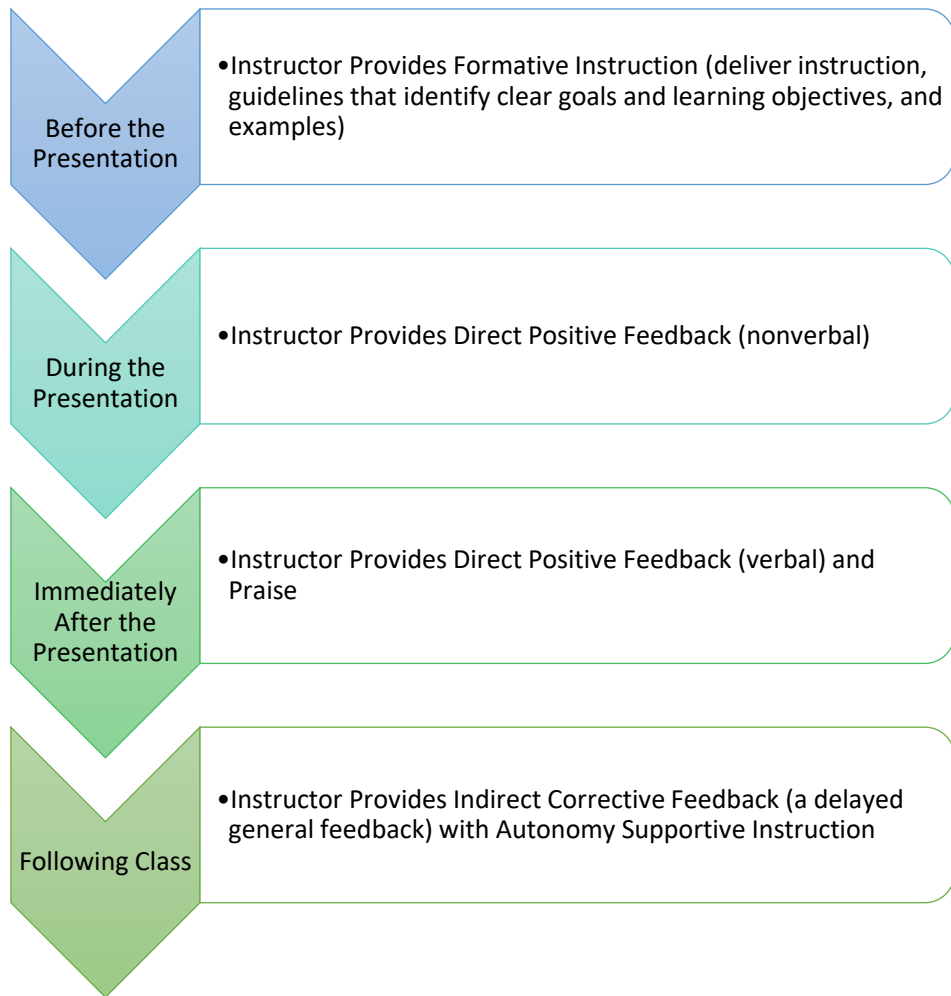 Before the
Presentation
•Instructor Provides Formative Instruction (deliver instruction,
guidelines that identify clear goals and learning objectives, and
examples)
During the
Presentation
•Instructor Provides Direct Positive Feedback (nonverbal)
Immediately
After the
Presentation
•Instructor Provides Direct Positive Feedback (verbal) and
Praise
Following Class
•Instructor Provides Indirect Corrective Feedback (a delayed
general feedback) with Autonomy Supportive Instruction